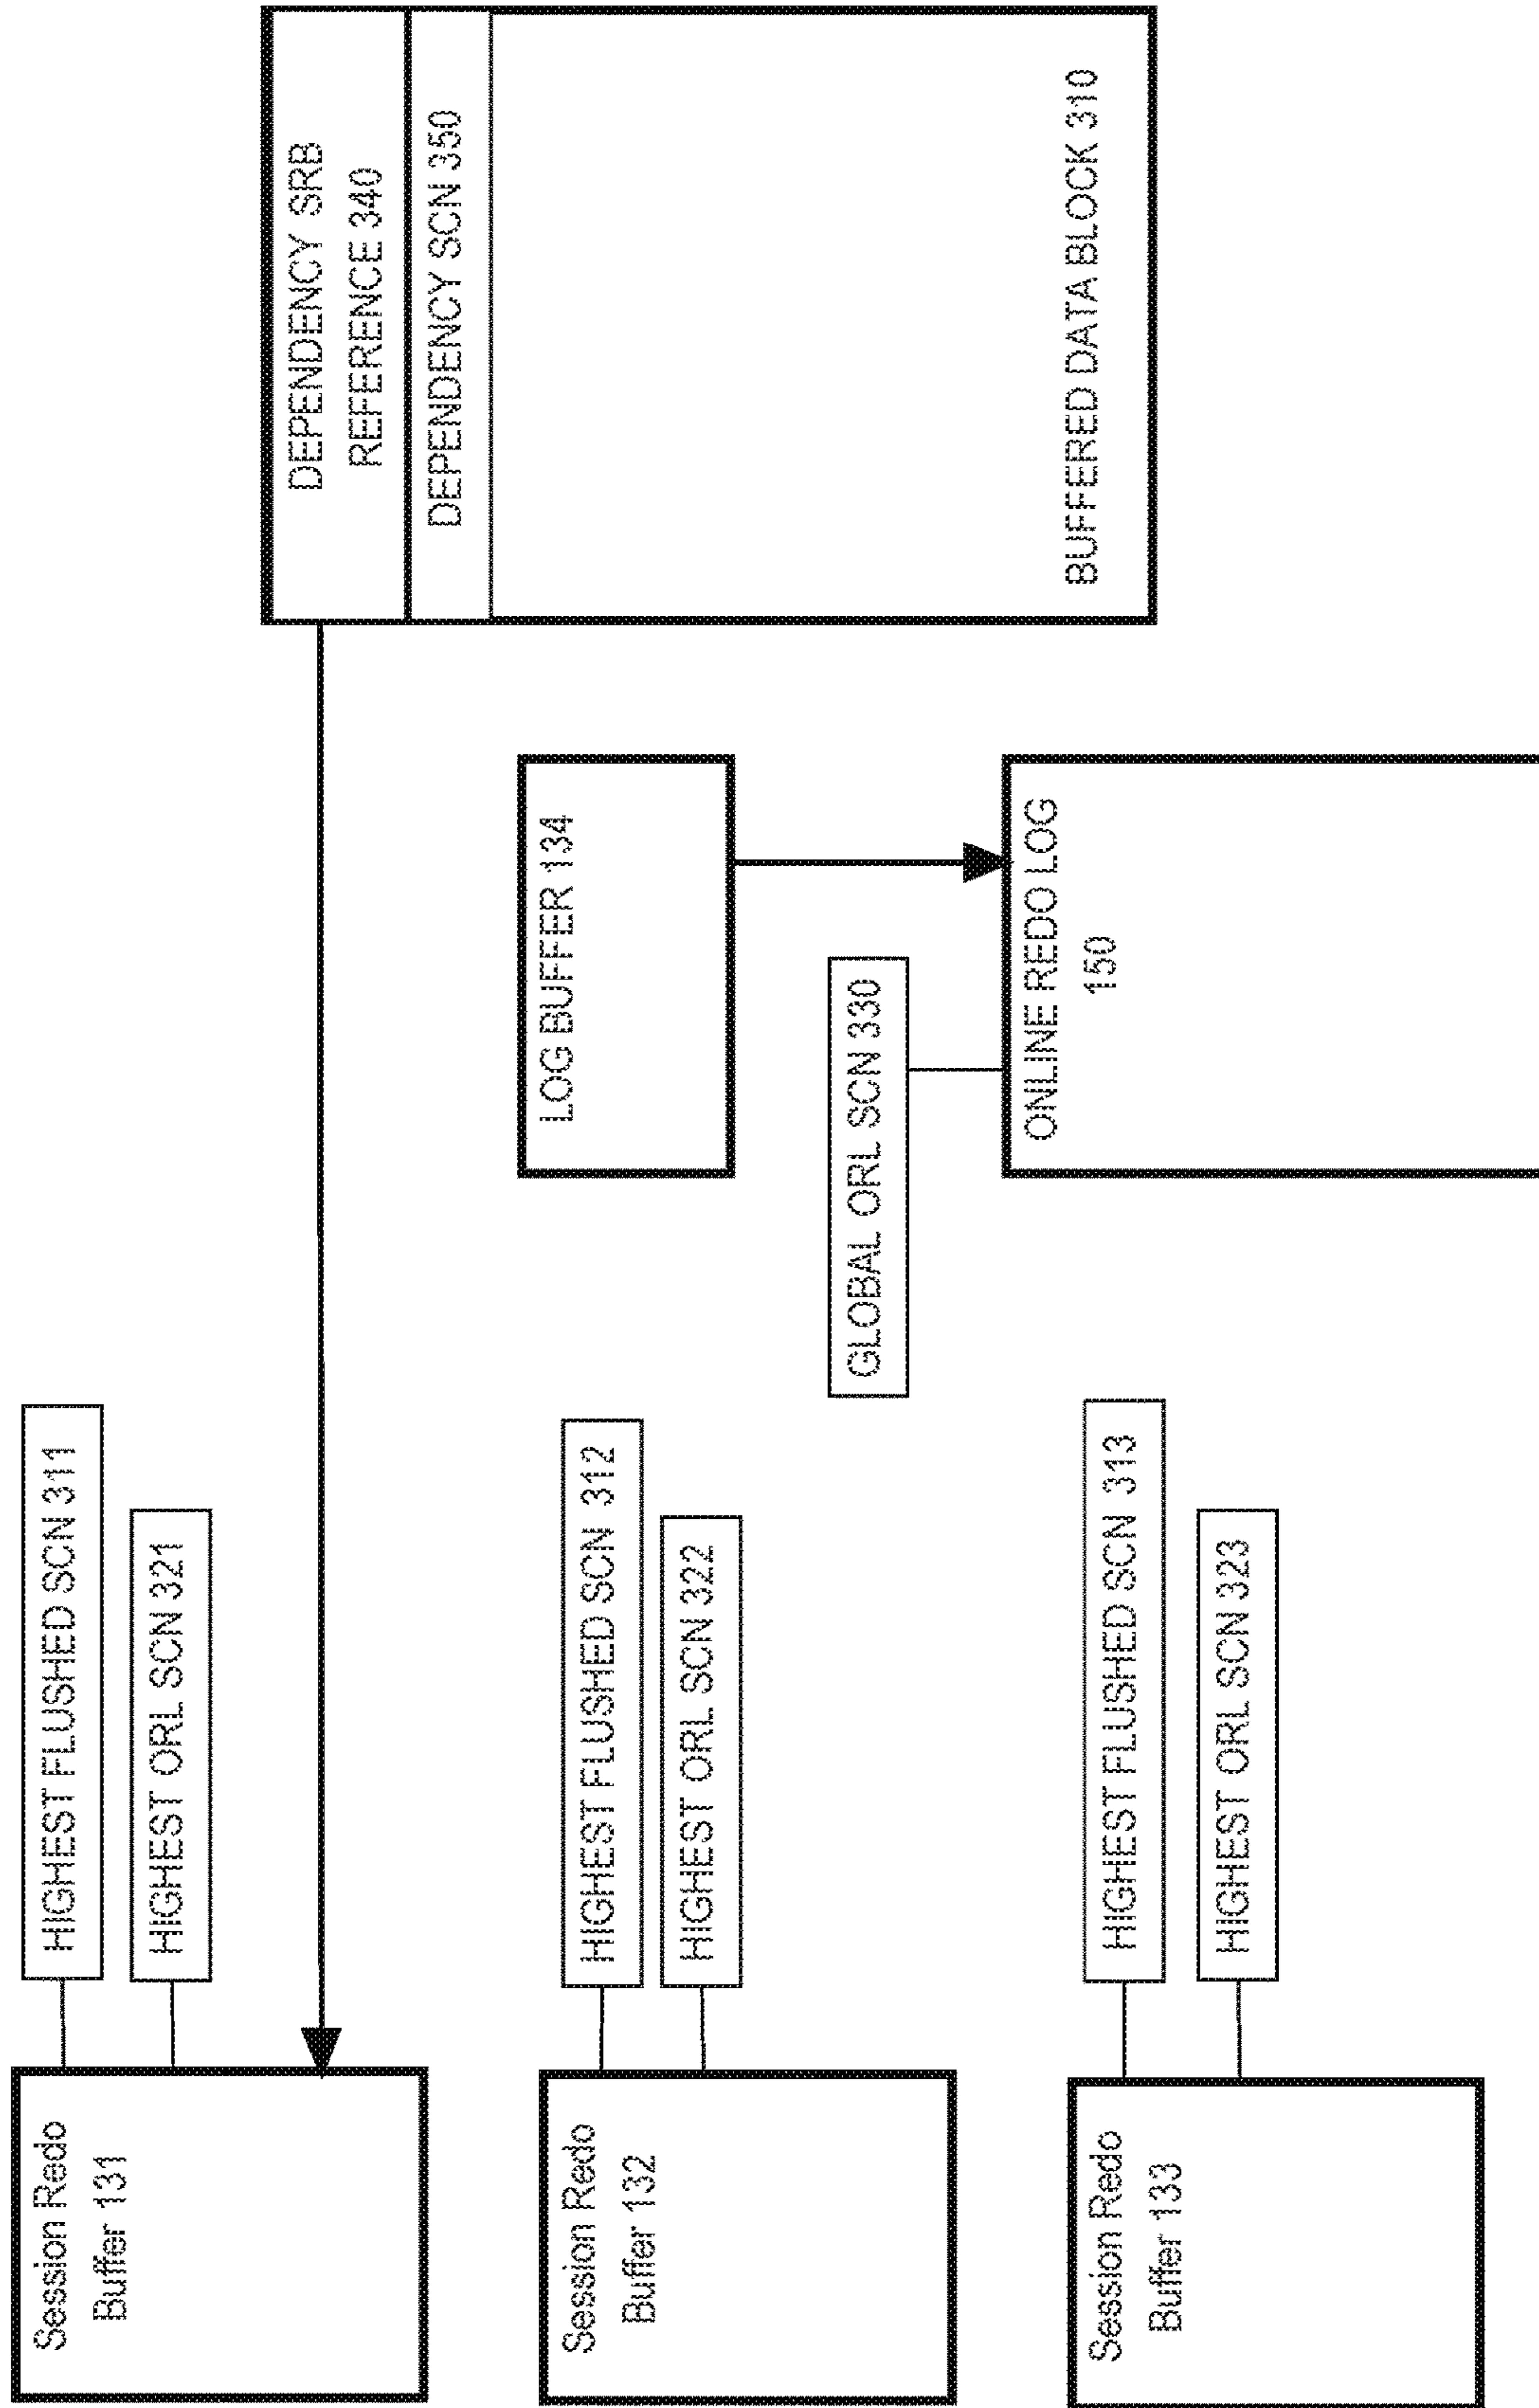 Session Redo
Buffer 131
HIGHEST FLUSHED SCN 311
HIGHEST ORL SCN 321
Session Redo
Buffer 132
HIGHEST FLUSHED SCN 312
HIGHEST ORL SCN 322
Session Redo
Buffer 133
HIGHEST FLUSHED SCN 313
HIGHEST ORL SCN 323
LOG BUFFER 134
GLOBAL ORL SCN 330
ONLINE REDO LOG
150
DEPENDENCY SRB
REFERENCE 340
DEPENDENCY SCN 350
BUFFERED DATA BLOCK 310